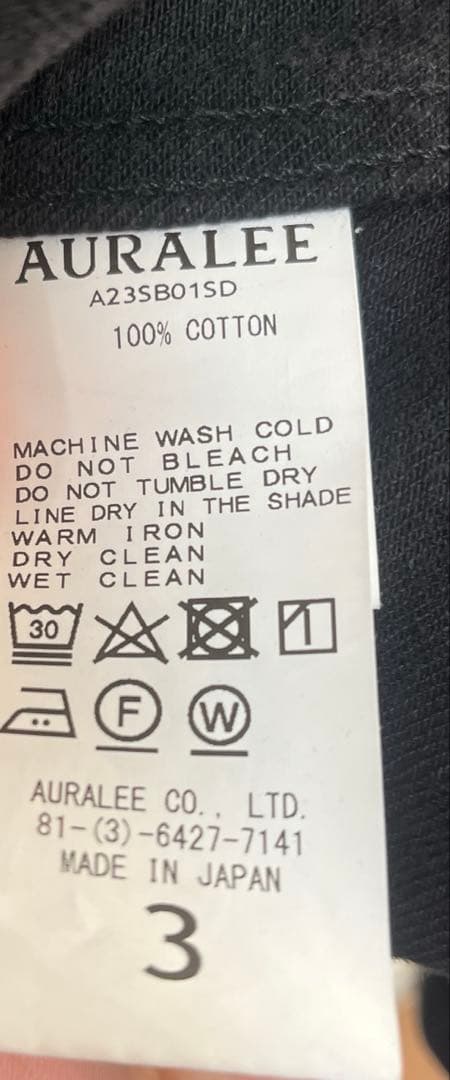 AURALEE
A23SB01SD
100% COTTON
MACHINE WASH COLD
DO NOT BLEACH
DO NOT TUMBLE DRY
LINE DRY IN THE SHADE
WARM IRON
DRY CLEAN
WET CLEAN
30
F W
AURALEE CO., LTD.
81-(3)-6427-7141
MADE IN JAPAN
3